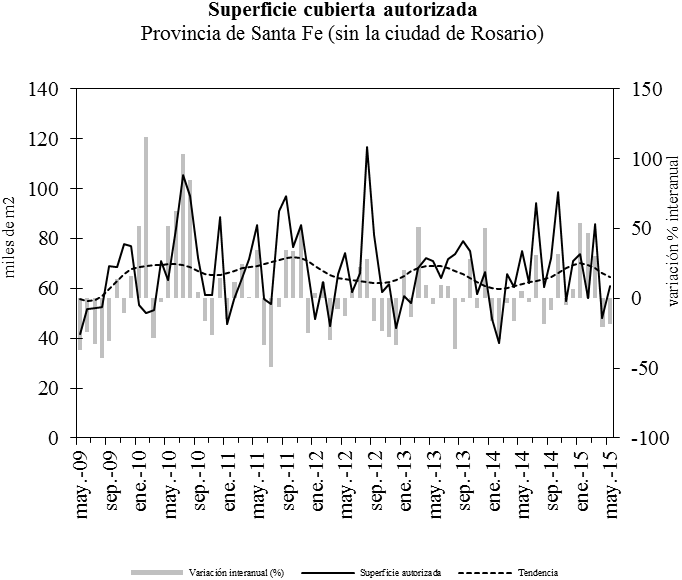 Superficie cubierta autorizada
Provincia de Santa Fe (sin la ciudad de Rosario)
140
120
100
80
60
40
20
0
miles de m2
150
100
50
0
-50
-100
variación % interanual
may.-09
sep.-09
ene.-10
may.-10
sep.-10
ene.-11
may.-11
sep.-11
ene.-12
may.-12
sep.-12
ene.-13
may.-13
sep.-13
ene.-14
may.-14
sep.-14
ene.-15
may.-15
Variación interanual (%)
Superficie autorizada
Tendencia